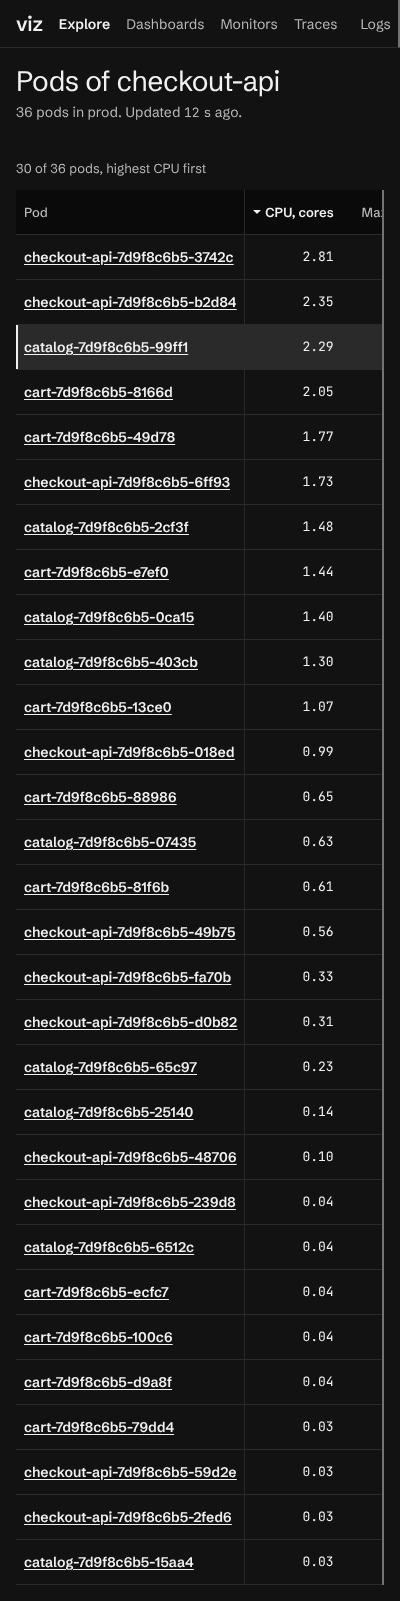 viz Explore Dashboards Monitors Traces Logs
Pods of checkout-api
36 pods in prod. Updated 12 s ago.
30 of 36 pods, highest CPU first
Pod CPU, cores
checkout-api-7d9f8c6b5-3742c 2.81
checkout-api-7d9f8c6b5-b2d84 2.35
catalog-7d9f8c6b5-99ff1 2.29
cart-7d9f8c6b5-8166d 2.05
cart-7d9f8c6b5-49d78 1.77
checkout-api-7d9f8c6b5-6ff93 1.73
catalog-7d9f8c6b5-2cf3f 1.48
cart-7d9f8c6b5-e7ef0 1.44
catalog-7d9f8c6b5-0ca15 1.40
catalog-7d9f8c6b5-403cb 1.30
cart-7d9f8c6b5-13ce0 1.07
checkout-api-7d9f8c6b5-018ed 0.99
cart-7d9f8c6b5-88986 0.65
catalog-7d9f8c6b5-07435 0.63
cart-7d9f8c6b5-81f6b 0.61
checkout-api-7d9f8c6b5-49b75 0.56
checkout-api-7d9f8c6b5-fa70b 0.33
checkout-api-7d9f8c6b5-d0b82 0.31
catalog-7d9f8c6b5-65c97 0.23
catalog-7d9f8c6b5-25140 0.14
checkout-api-7d9f8c6b5-48706 0.10
checkout-api-7d9f8c6b5-239d8 0.04
catalog-7d9f8c6b5-6512c 0.04
cart-7d9f8c6b5-ecfc7 0.04
cart-7d9f8c6b5-100c6 0.04
cart-7d9f8c6b5-d9a8f 0.04
cart-7d9f8c6b5-79dd4 0.03
checkout-api-7d9f8c6b5-59d2e 0.03
checkout-api-7d9f8c6b5-2fed6 0.03
catalog-7d9f8c6b5-15aa4 0.03